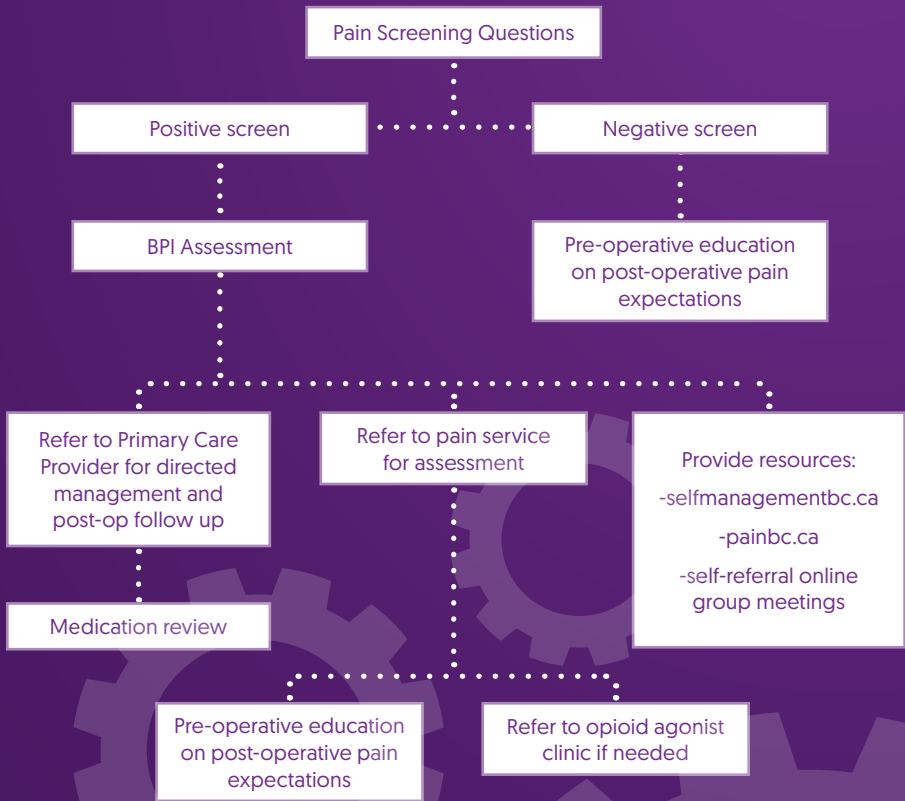 Pain Screening Questions
Positive screen
Negative screen
BPI Assessment
Pre-operative education
on post-operative pain
expectations
Refer to Primary Care
Provider for directed
management and
post-op follow up
Refer to pain service
for assessment
Provide resources:
-selfmanagementbc.ca
-painbc.ca
-self-referral online
group meetings
Medication review
Pre-operative education
on post-operative pain
expectations
Refer to opioid agonist
clinic if needed